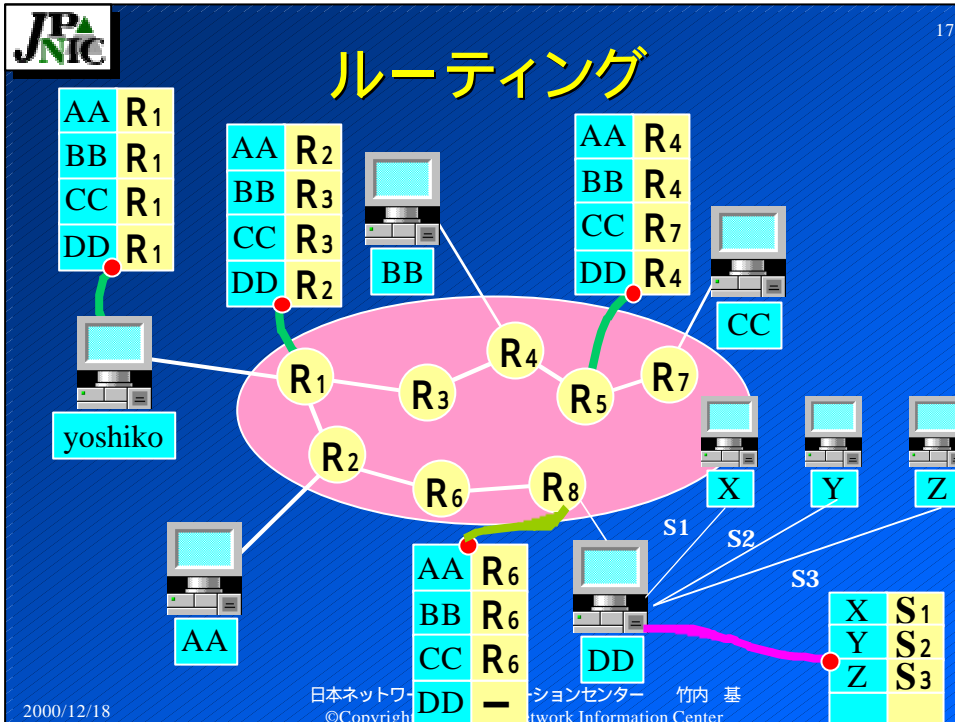 JPNIC
17
ルーティング
AA R1
BB R1
CC R1
DD R1
AA R2
BB R3
CC R3
DD R2
BB
AA R4
BB R4
CC R7
DD R4
CC
yoshiko
R1
R3
R4
R5
R7
R2
R6
R8
X
Y
Z
S1
S2
S3
AA
AA R6
BB R6
CC R6
DD −
DD
X S1
Y S2
Z S3
2000/12/18
日本ネットワー ションセンター 竹内 基
©Copyrigh etwork Information Center